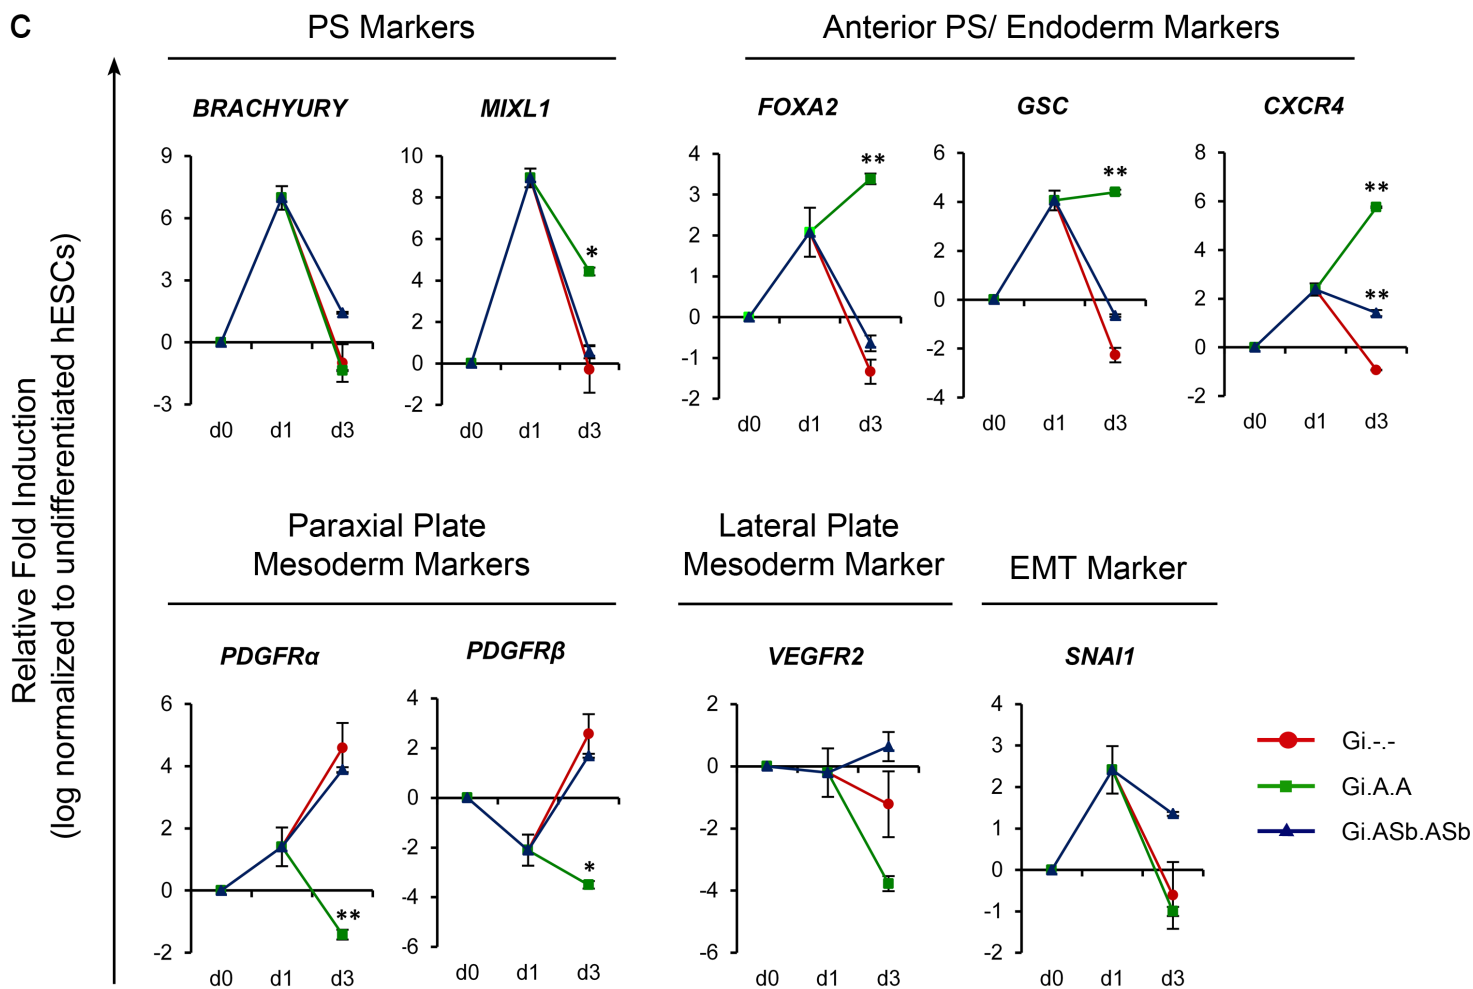 C
PS Markers
Anterior PS/ Endoderm Markers
Relative Fold Induction
(log normalized to undifferentiated hESCs)
BRACHYURY
9
6
3
0
-3
d0 d1 d3
MIXL1
10
8
6
4
2
0
-2
d0 d1 d3
*
FOXA2
4
3
2
1
0
-1
-2
d0 d1 d3
**
GSC
6
4
2
0
-2
-4
d0 d1 d3
**
CXCR4
8
6
4
2
0
-2
d0 d1 d3
**
**
Paraxial Plate
Mesoderm Markers
Lateral Plate
Mesoderm Marker
EMT Marker
PDGFRα
6
4
2
0
-2
d0 d1 d3
**
PDGFRβ
4
2
0
-2
-4
-6
d0 d1 d3
*
VEGFR2
2
0
-2
-4
-6
d0 d1 d3
SNAI1
4
3
2
1
0
-1
-2
d0 d1 d3
Gi.-.-
Gi.A.A
Gi.ASb.ASb